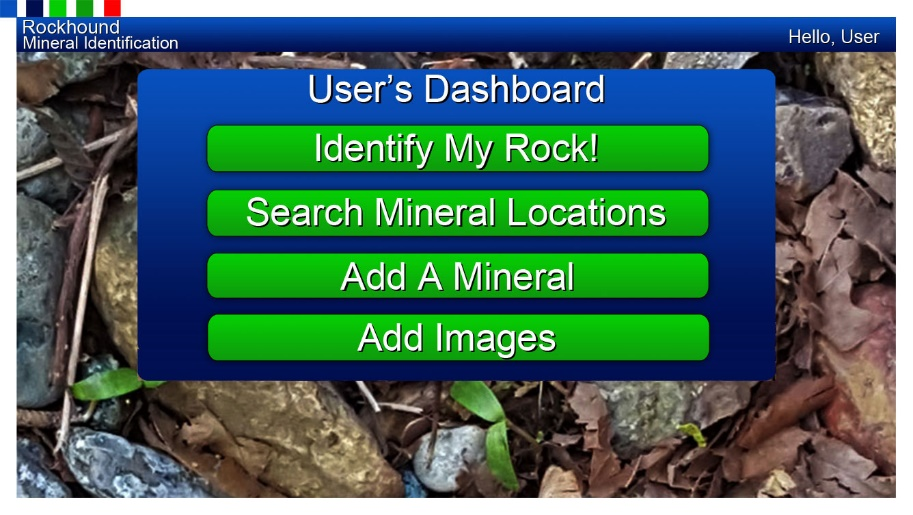 Rockhound
Mineral Identification
Hello, User
User’s Dashboard
Identify My Rock!
Search Mineral Locations
Add A Mineral
Add Images